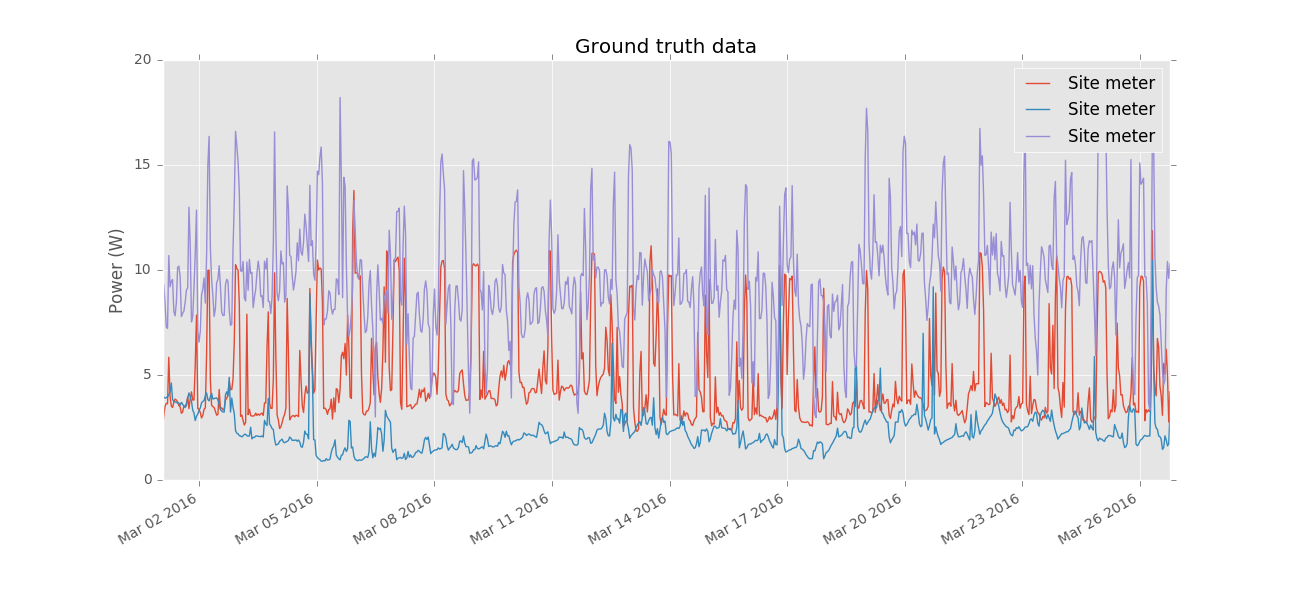 Ground truth data
20
15
10
5
0
Power (W)
Site meter
Site meter
Site meter
Mar 02 2016
Mar 05 2016
Mar 08 2016
Mar 11 2016
Mar 14 2016
Mar 17 2016
Mar 20 2016
Mar 23 2016
Mar 26 2016